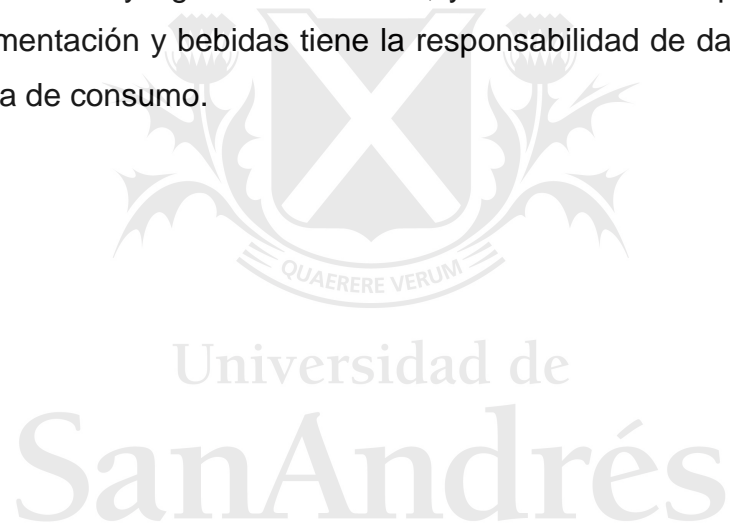 mentación y bebidas tiene la responsabilidad de da
a de consumo.
QUAERERE VERUM
Universidad de
SanAndrés